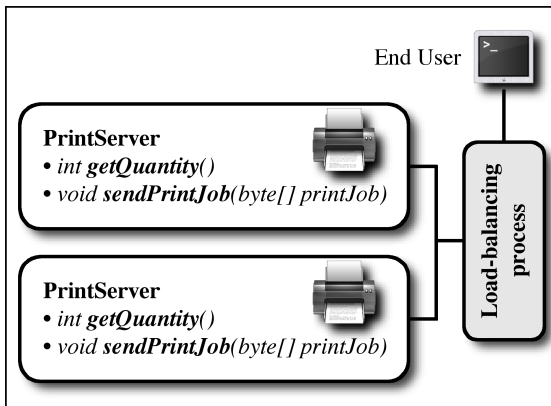 >_
End User
PrintServer
• int getQuantity()
• void sendPrintJob(byte[] printJob)
PrintServer
• int getQuantity()
• void sendPrintJob(byte[] printJob)
Load-balancing
process